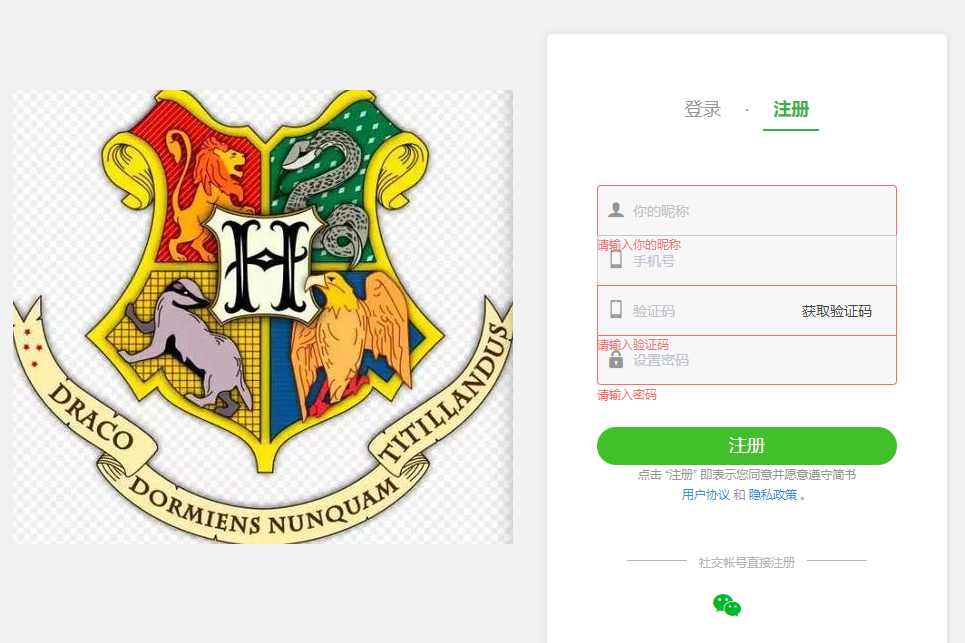 H
DRACO
DORMIENS NUNQUAM
TITILLANDUS
登录 · 注册
你的昵称
请输入你的昵称
手机号
验证码 获取验证码
请输入验证码
设置密码
请输入密码
注册
点击 “注册” 即表示您同意并愿意遵守简书
用户协议 和 隐私政策 。
社交帐号直接注册